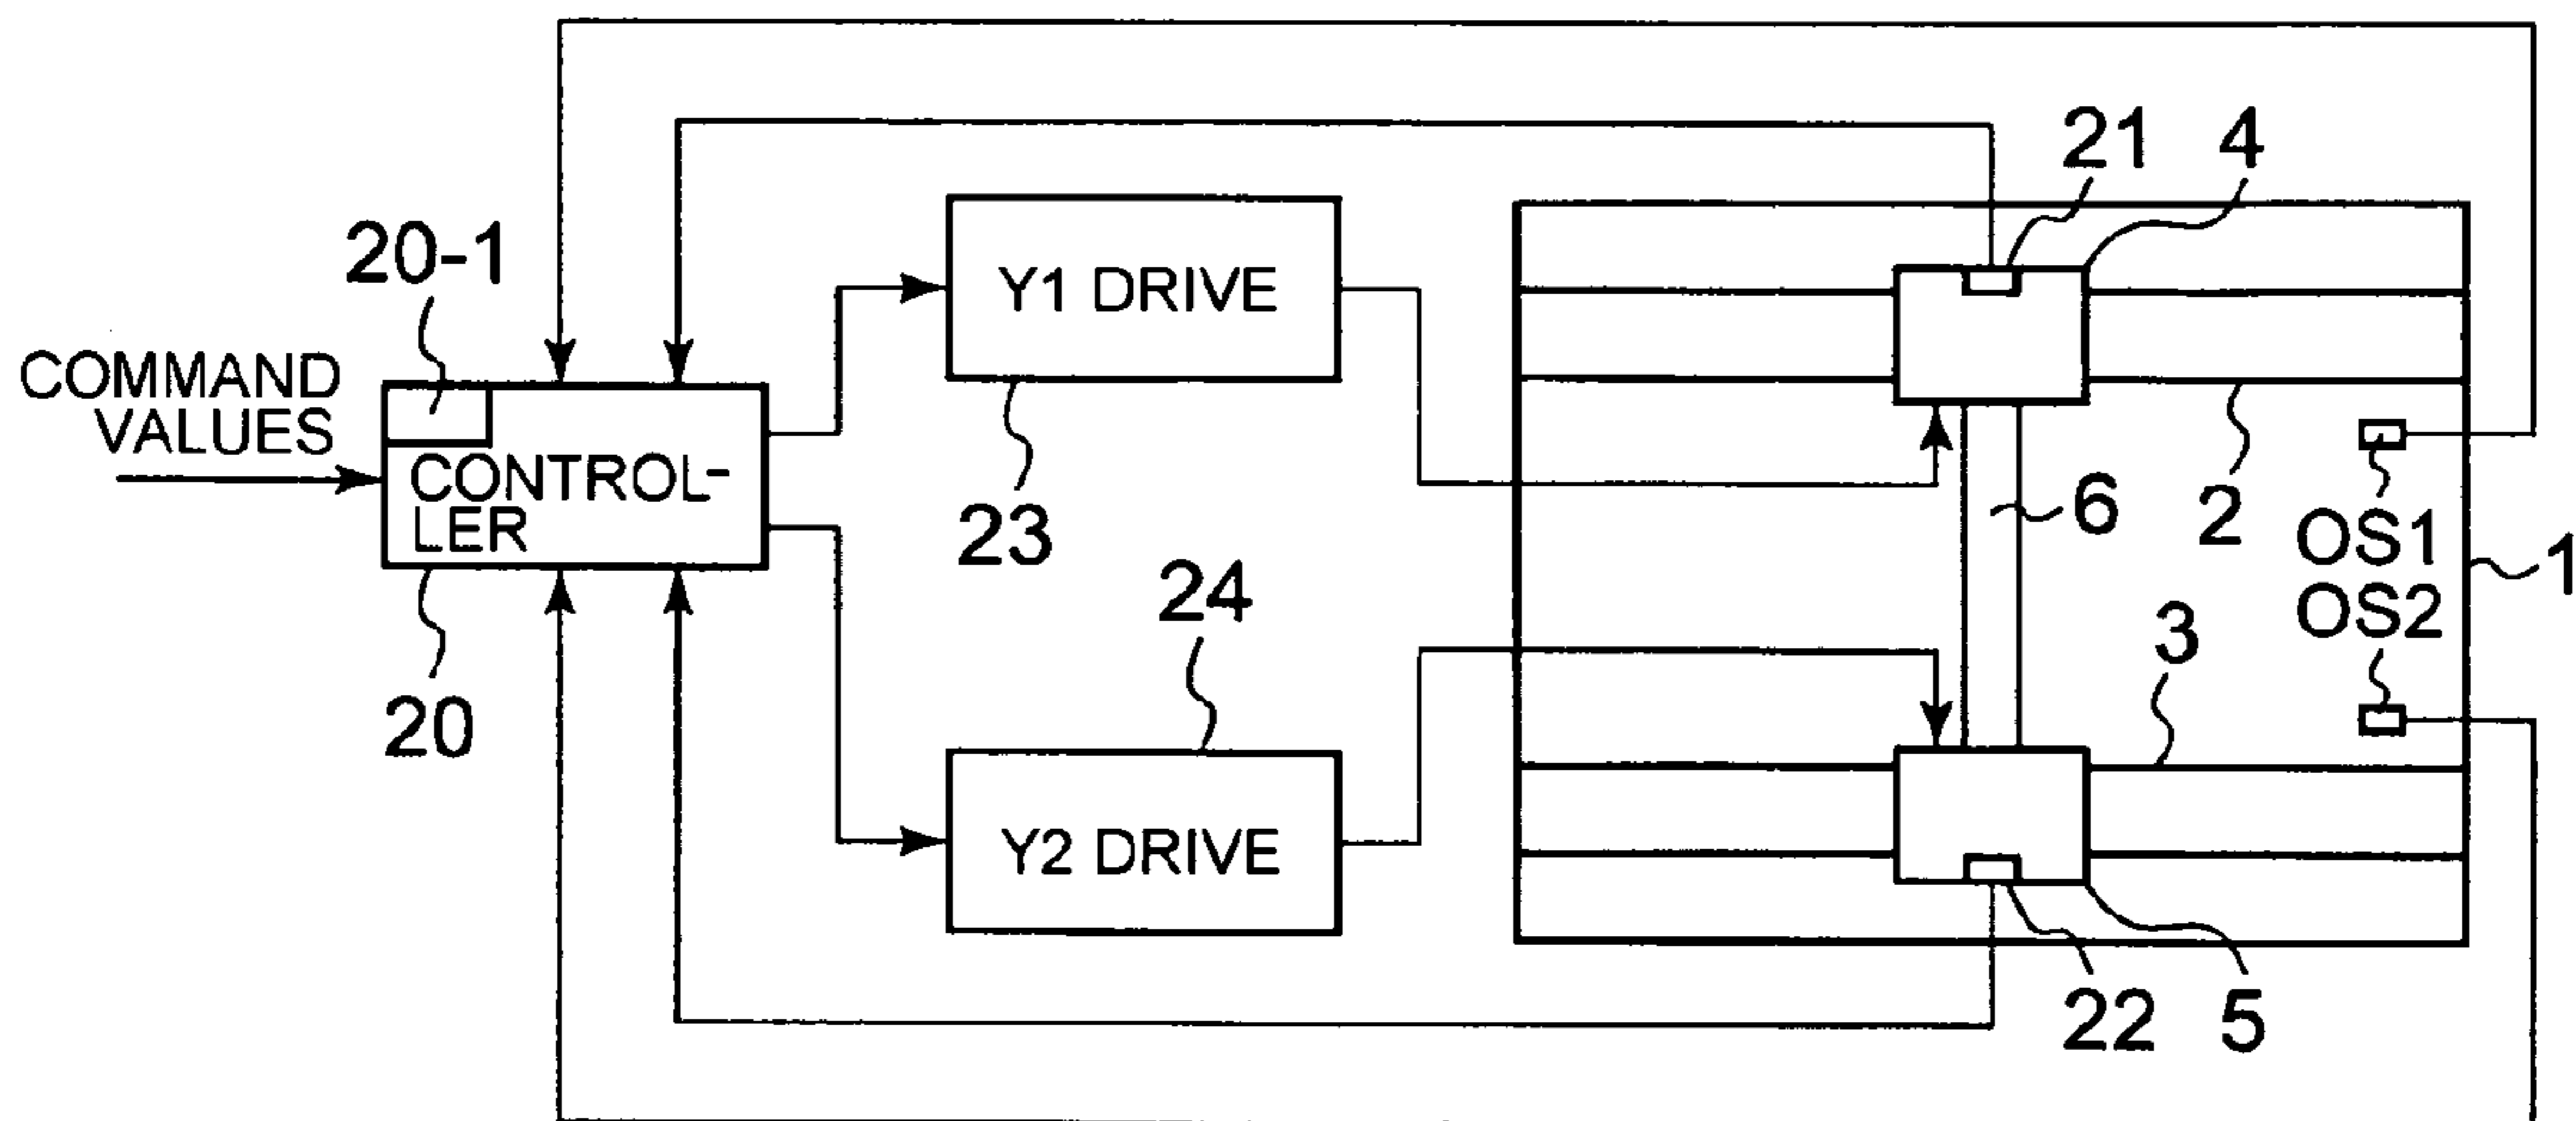 21
4
20-1
Y1 DRIVE
COMMAND
VALUES
CONTROL-
LER
23
6
2
OS1
OS2
1
24
3
20
Y2 DRIVE
22
5